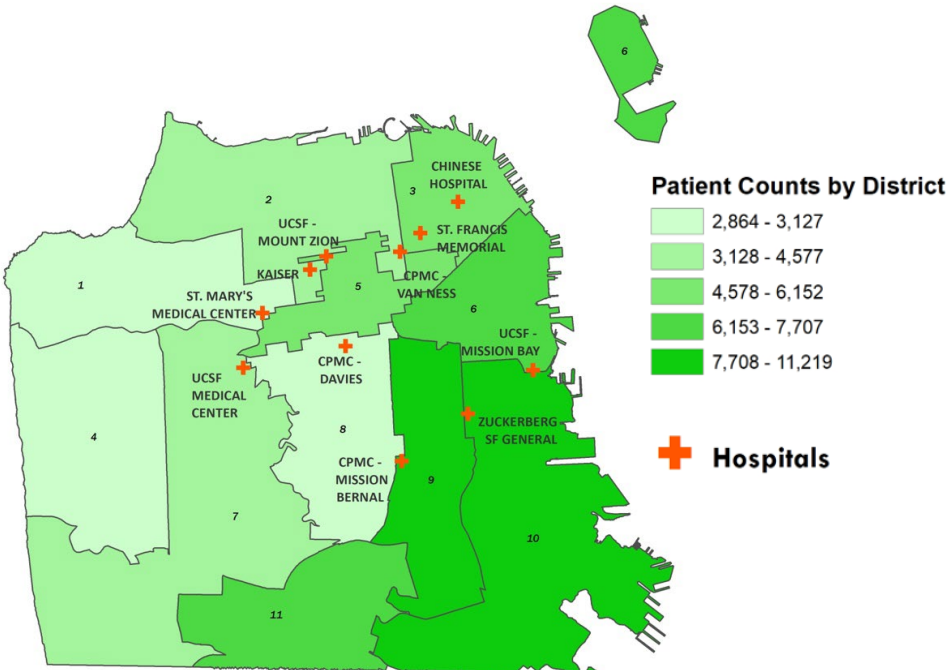 6
CHINESE
HOSPITAL
3
2
UCSF -
MOUNT ZION
ST. FRANCIS
MEMORIAL
KAISER
CPMC -
VAN NESS
1
5
ST. MARY'S
MEDICAL CENTER
6
UCSF -
MISSION BAY
CPMC -
DAVIES
UCSF
MEDICAL
CENTER
ZUCKERBERG
SF GENERAL
4
8
CPMC -
MISSION
BERNAL
9
7
10
11
Patient Counts by District
2,864 - 3,127
3,128 - 4,577
4,578 - 6,152
6,153 - 7,707
7,708 - 11,219
Hospitals